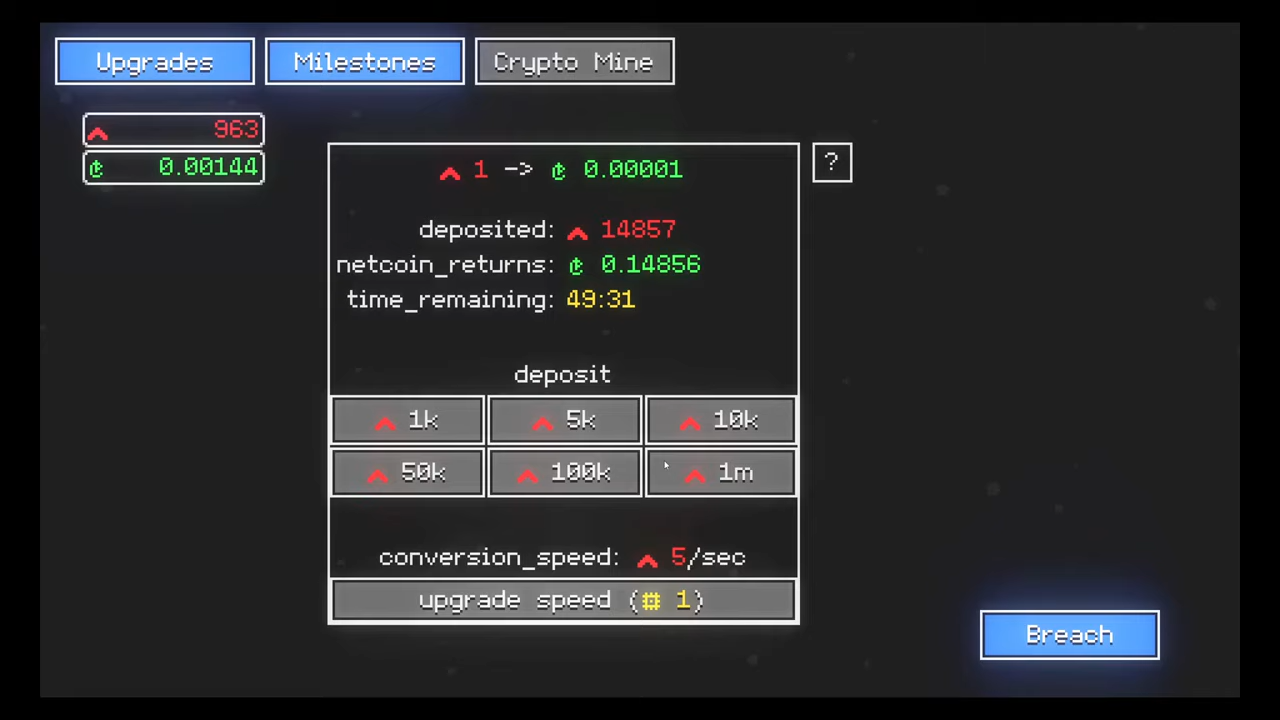 Upgrades Milestones Crypto Mine
963
0.00144
1 -> 0.00001
?
deposited: 14857
netcoin_returns: 0.14856
time_remaining: 49:31
deposit
1k 5k 10k
50k 100k 1m
conversion_speed: 5/sec
upgrade speed (1)
Breach